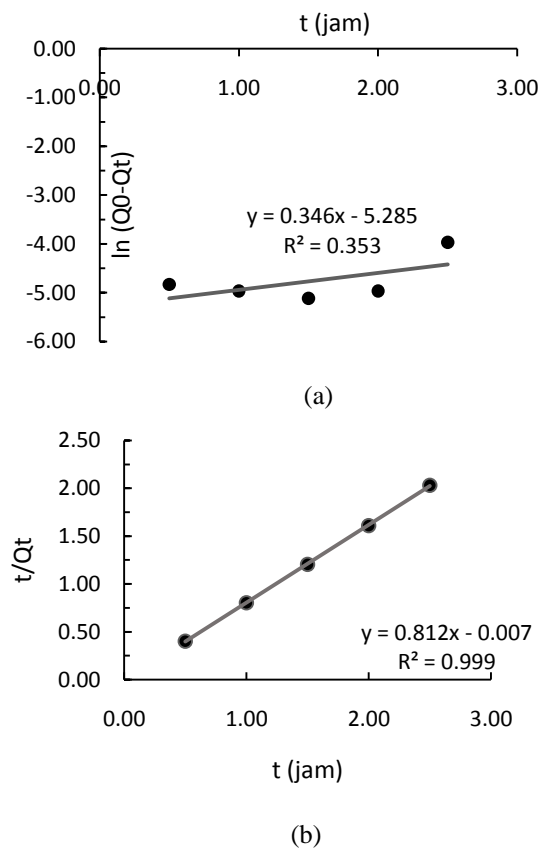 t (jam)
0.00
0.00 1.00 2.00 3.00
-1.00
-2.00
-3.00
-4.00
-5.00
-6.00
ln (Q0-Qt)
y = 0.346x - 5.285
R² = 0.353
(a)
2.50
2.00
1.50
1.00
0.50
0.00
t/Qt
y = 0.812x - 0.007
R² = 0.999
0.00 1.00 2.00 3.00
t (jam)
(b)